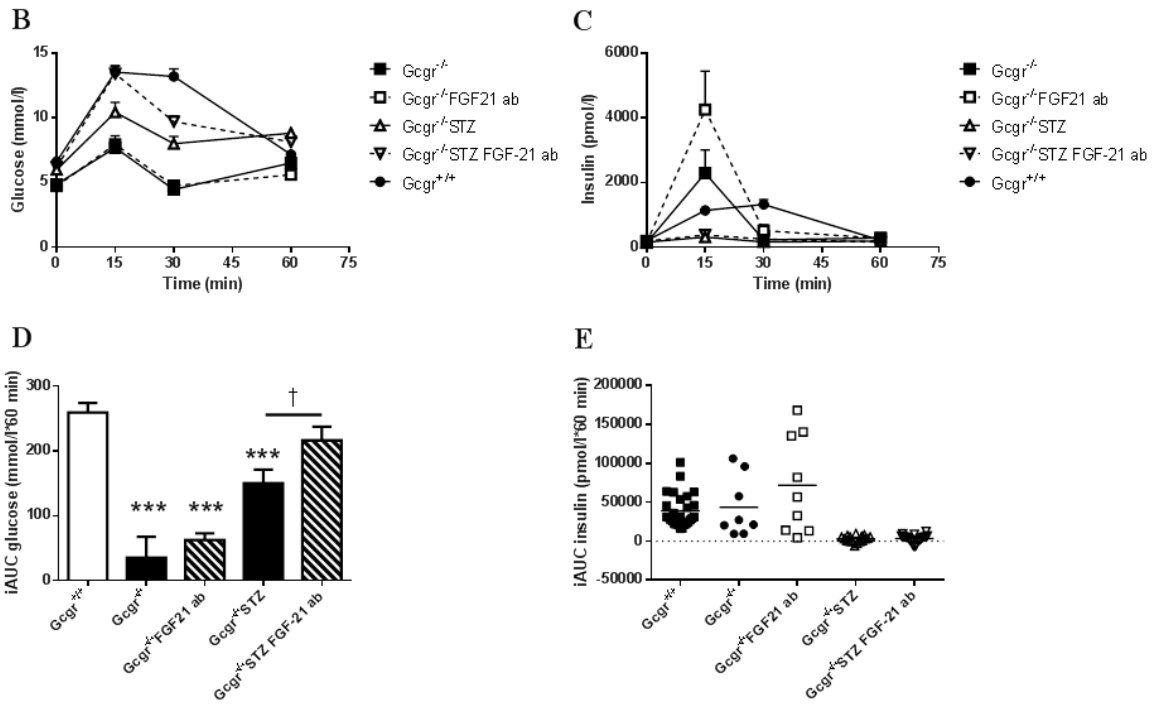 B
Glucose (mmol/l)
15
10
5
0
0 15 30 45 60 75
Time (min)
Gcgr-/-
Gcgr-/-FGF21 ab
Gcgr-/-STZ
Gcgr-/-STZ FGF-21 ab
Gcgr+/+
C
Insulin (pmol/l)
6000
4000
2000
0
0 15 30 45 60 75
Time (min)
Gcgr-/-
Gcgr-/-FGF21 ab
Gcgr-/-STZ
Gcgr-/-STZ FGF-21 ab
Gcgr+/+
D
iAUC glucose (mmol/l*60 min)
300
200
100
0
*** *** *** †
Gcgr+/+
Gcgr-/-
Gcgr-/-FGF21 ab
Gcgr-/-STZ
Gcgr-/-STZ FGF-21 ab
E
iAUC insulin (pmol/l*60 min)
200000
150000
100000
50000
0
-50000
Gcgr+/+
Gcgr-/-
Gcgr-/-FGF21 ab
Gcgr-/-STZ
Gcgr-/-STZ FGF-21 ab